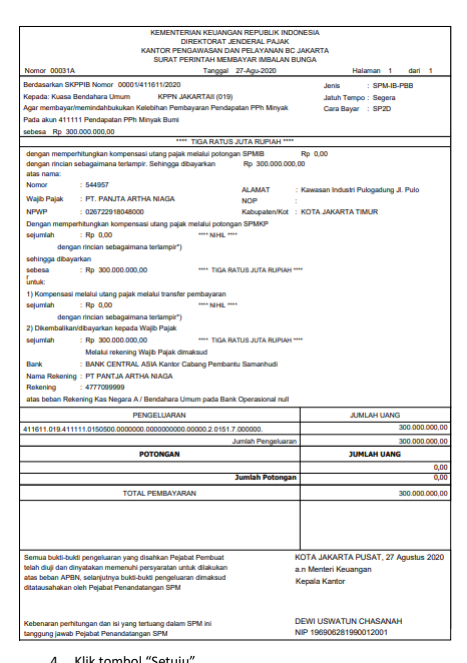 KEMENTERIAN KEUANGAN REPUBLIK INDONESIA
DIREKTORAT JENDERAL PAJAK
KANTOR PENGAWASAN DAN PELAYANAN BC JAKARTA
SURAT PERINTAH MEMBAYAR IMBALAN BUNGA
Nomor 00031A Tanggal 27-Agu-2020 Halaman 1 dari 1
Berdasarkan SKPPIB Nomor 00001/411611/2020 Jenis : SPM-IB-PBB
Kepada: Kuasa Bendahara Umum KPPN JAKARTAII (019) Jatuh Tempo : Segera
Agar membayar/memindahbukukan Kelebihan Pembayaran Pendapatan PPh Minyak Cara Bayar : SP2D
Pada akun 411111 Pendapatan PPh Minyak Bumi
sebesa Rp 300.000.000,00
**** TIGA RATUS JUTA RUPIAH ****
dengan memperhitungkan kompensasi utang pajak melalui potongan SPMIB Rp 0,00
dengan rincian sebagaimana terlampir. Sehingga dibayarkan Rp 300.000.000,00
atas nama:
Nomor : 544957 ALAMAT : Kawasan Industri Pulogadung Jl. Pulo
Wajib Pajak : PT. PANJTA ARTHA NIAGA NOP :
NPWP : 026722918048000 Kabupaten/Kot : KOTA JAKARTA TIMUR
Dengan memperhitungkan kompensasi utang pajak melalui potongan SPMKP
sejumlah : Rp 0,00 **** NIHIL ****
dengan rincian sebagaimana terlampir*)
sehingga dibayarkan
sebesa : Rp 300.000.000,00 **** TIGA RATUS JUTA RUPIAH ****
r
untuk:
1) Kompensasi melalui utang pajak melalui transfer pembayaran
sejumlah : Rp 0,00 **** NIHIL ****
dengan rincian sebagaimana terlampir*)
2) Dikembalikan/dibayarkan kepada Wajib Pajak
sejumlah : Rp 300.000.000,00 **** TIGA RATUS JUTA RUPIAH ****
Melalui rekening Wajib Pajak dimaksud
Bank : BANK CENTRAL ASIA Kantor Cabang Pembantu Samanhudi
Nama Rekening : PT PANTJA ARTHA NIAGA
Rekening : 4777099999
atas beban Rekening Kas Negara A / Bendahara Umum pada Bank Operasional null
PENGELUARAN JUMLAH UANG
411611.019.411111.0150500.0000000.0000000000.00000.2.0151.7.000000. 300.000.000,00
Jumlah Pengeluaran 300.000.000,00
POTONGAN JUMLAH UANG
0,00
Jumlah Potongan 0,00
TOTAL PEMBAYARAN 300.000.000,00
Semua bukti-bukti pengeluaran yang disahkan Pejabat Pembuat KOTA JAKARTA PUSAT, 27 Agustus 2020
telah diuji dan dinyatakan memenuhi persyaratan untuk dilakukan a.n Menteri Keuangan
atas beban APBN, selanjutnya bukti-bukti pengeluaran dimaksud Kepala Kantor
ditatausahakan oleh Pejabat Penandatangan SPM
Kebenaran perhitungan dan isi yang tertuang dalam SPM ini DEWI USWATUN CHASANAH
tanggung jawab Pejabat Penandatangan SPM NIP 196906281990012001
4. Klik tombol "Setuju"